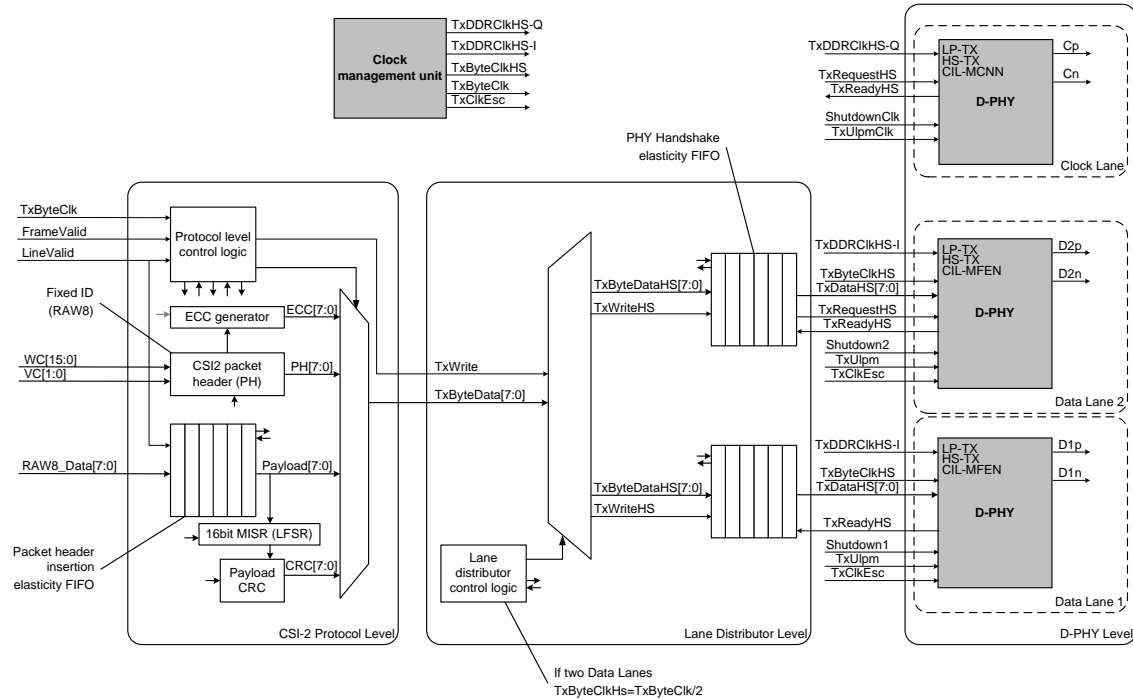 Clock
management unit
TxDDRClkHS-Q
TxDDRClkHS-I
TxByteClkHS
TxByteClk
TxClkEsc
TxDDRClkHS-Q
TxRequestHS
TxReadyHS
ShutdownClk
TxUlpmClk
LP-TX
HS-TX
CIL-MCNN
D-PHY
Cp
Cn
Clock Lane
PHY Handshake
elasticity FIFO
TxByteClk
FrameValid
LineValid
Protocol level
control logic
Fixed ID
(RAW8)
ECC generator
ECC[7:0]
WC[15:0]
VC[1:0]
CSI2 packet
header (PH)
PH[7:0]
RAW8_Data[7:0]
Payload[7:0]
16bit MISR (LFSR)
Packet header
insertion
elasticity FIFO
Payload
CRC
CRC[7:0]
CSI-2 Protocol Level
TxWrite
TxByteData[7:0]
TxByteDataHS[7:0]
TxWriteHS
TxByteDataHS[7:0]
TxWriteHS
Lane
distributor
control logic
Lane Distributor Level
If two Data Lanes
TxByteClkHs=TxByteClk/2
TxDDRClkHS-I
TxByteClkHS
TxDataHS[7:0]
TxRequestHS
TxReadyHS
Shutdown2
TxUlpm
TxClkEsc
LP-TX
HS-TX
CIL-MFEN
D-PHY
D2p
D2n
Data Lane 2
TxDDRClkHS-I
TxByteClkHS
TxDataHS[7:0]
TxReadyHS
Shutdown1
TxUlpm
TxClkEsc
LP-TX
HS-TX
CIL-MFEN
D-PHY
D1p
D1n
Data Lane 1
D-PHY Level